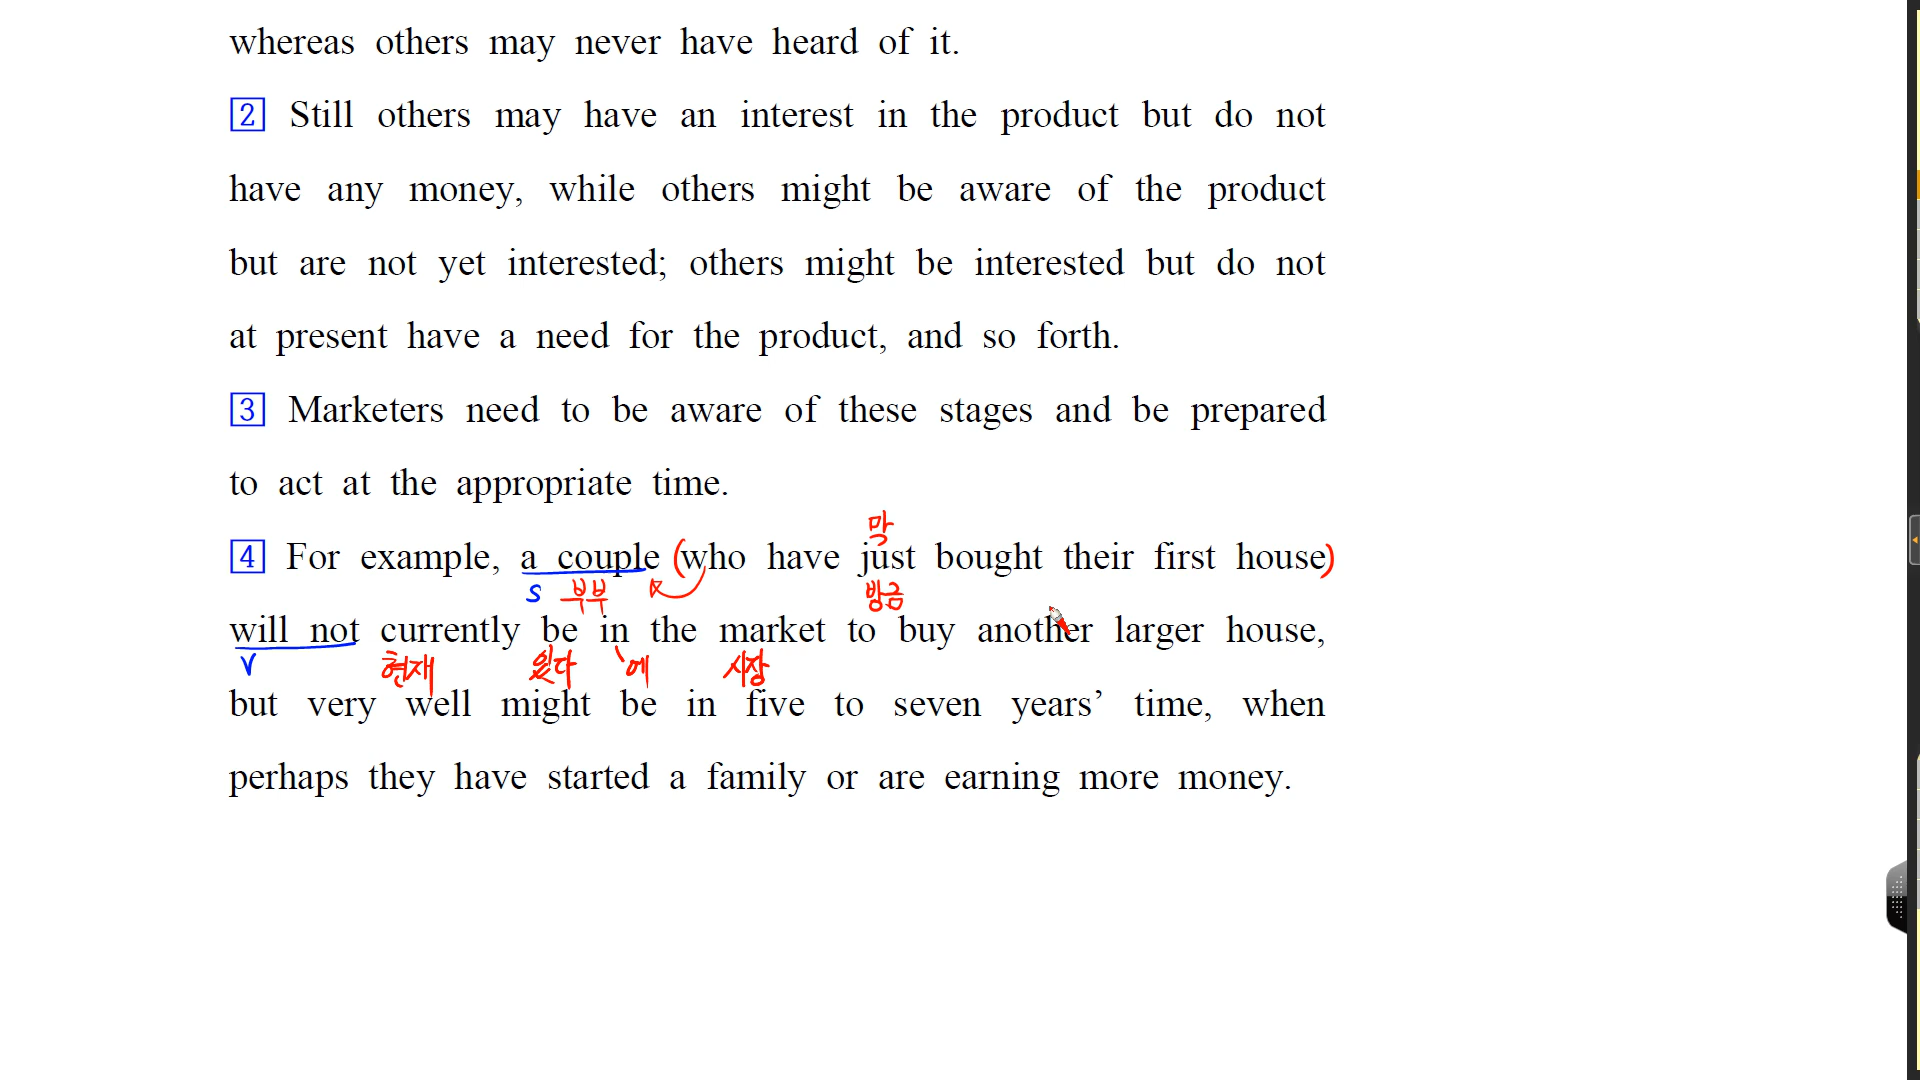 whereas others may never have heard of it.
2 Still others may have an interest in the product but do not
have any money, while others might be aware of the product
but are not yet interested; others might be interested but do not
at present have a need for the product, and so forth.
3 Marketers need to be aware of these stages and be prepared
to act at the appropriate time.
막
4 For example, a couple (who have just bought their first house)
s 부부 방금
will not currently be in the market to buy another larger house,
v 현재 있다 에 시장
but very well might be in five to seven years’ time, when
perhaps they have started a family or are earning more money.